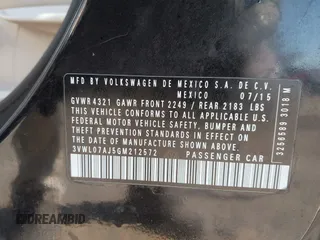 MFD. BY VOLKSWAGEN DE MEXICO S.A. DE C.V.
MEXICO 07/15
GVWR 4321 GAWR FRONT 2249 / REAR 2183 LBS
THIS VEHICLE CONFORMS TO ALL APPLICABLE
FEDERAL MOTOR VEHICLE SAFETY, BUMPER,
AND THEFT PREVENTION STANDARDS IN EFFECT ON
THE DATE OF MANUFACTURE SHOWN ABOVE.
3VWL07AJ5GM212572 PASSENGER CAR
3256589 3018 M
DREAMBID